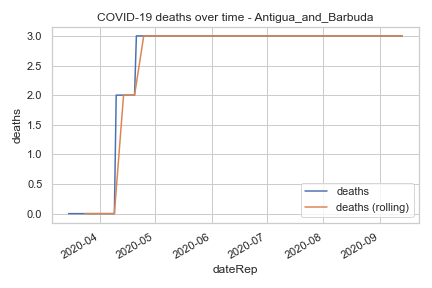 COVID-19 deaths over time - Antigua_and_Barbuda
deaths
3.0
2.5
2.0
1.5
1.0
0.5
0.0
deaths
deaths (rolling)
2020-04
2020-05
2020-06
2020-07
2020-08
2020-09
dateRep